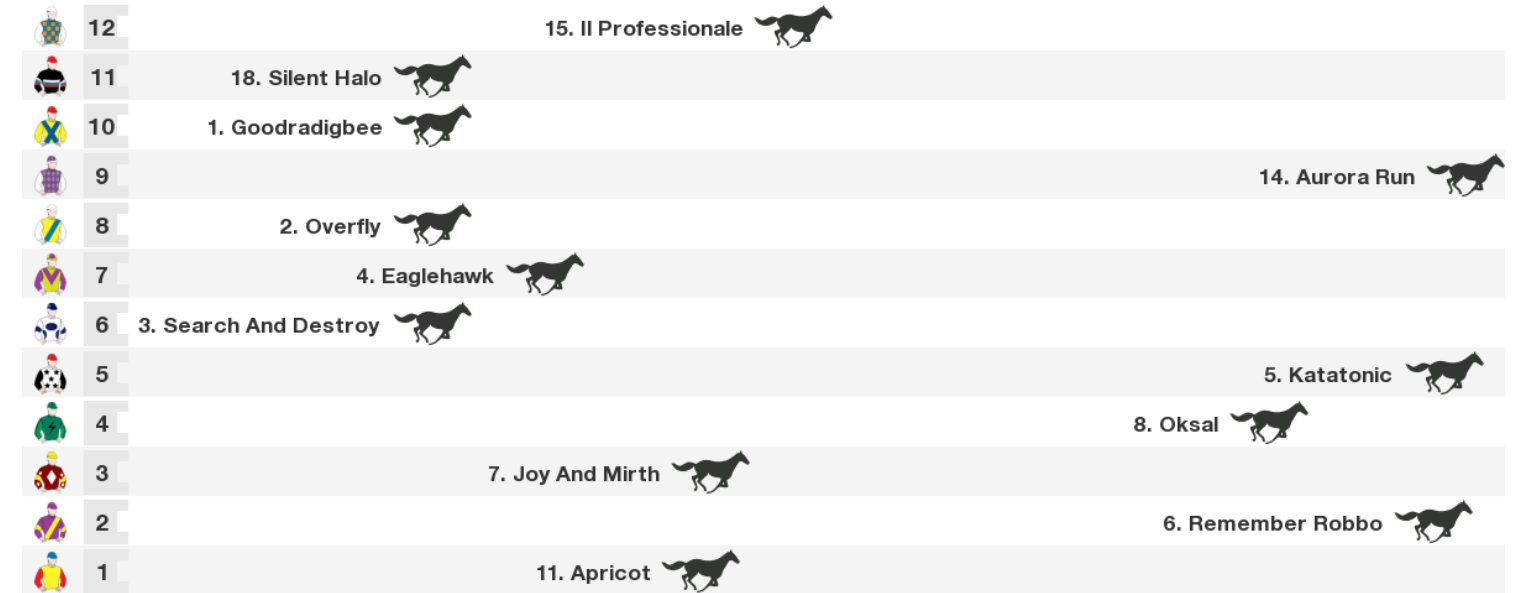 12 15. Il Professionale
11 18. Silent Halo
10 1. Goodradigbee
9 14. Aurora Run
8 2. Overfly
7 4. Eaglehawk
6 3. Search And Destroy
5 5. Katatonic
4 8. Oksal
3 7. Joy And Mirth
2 6. Remember Robbo
1 11. Apricot